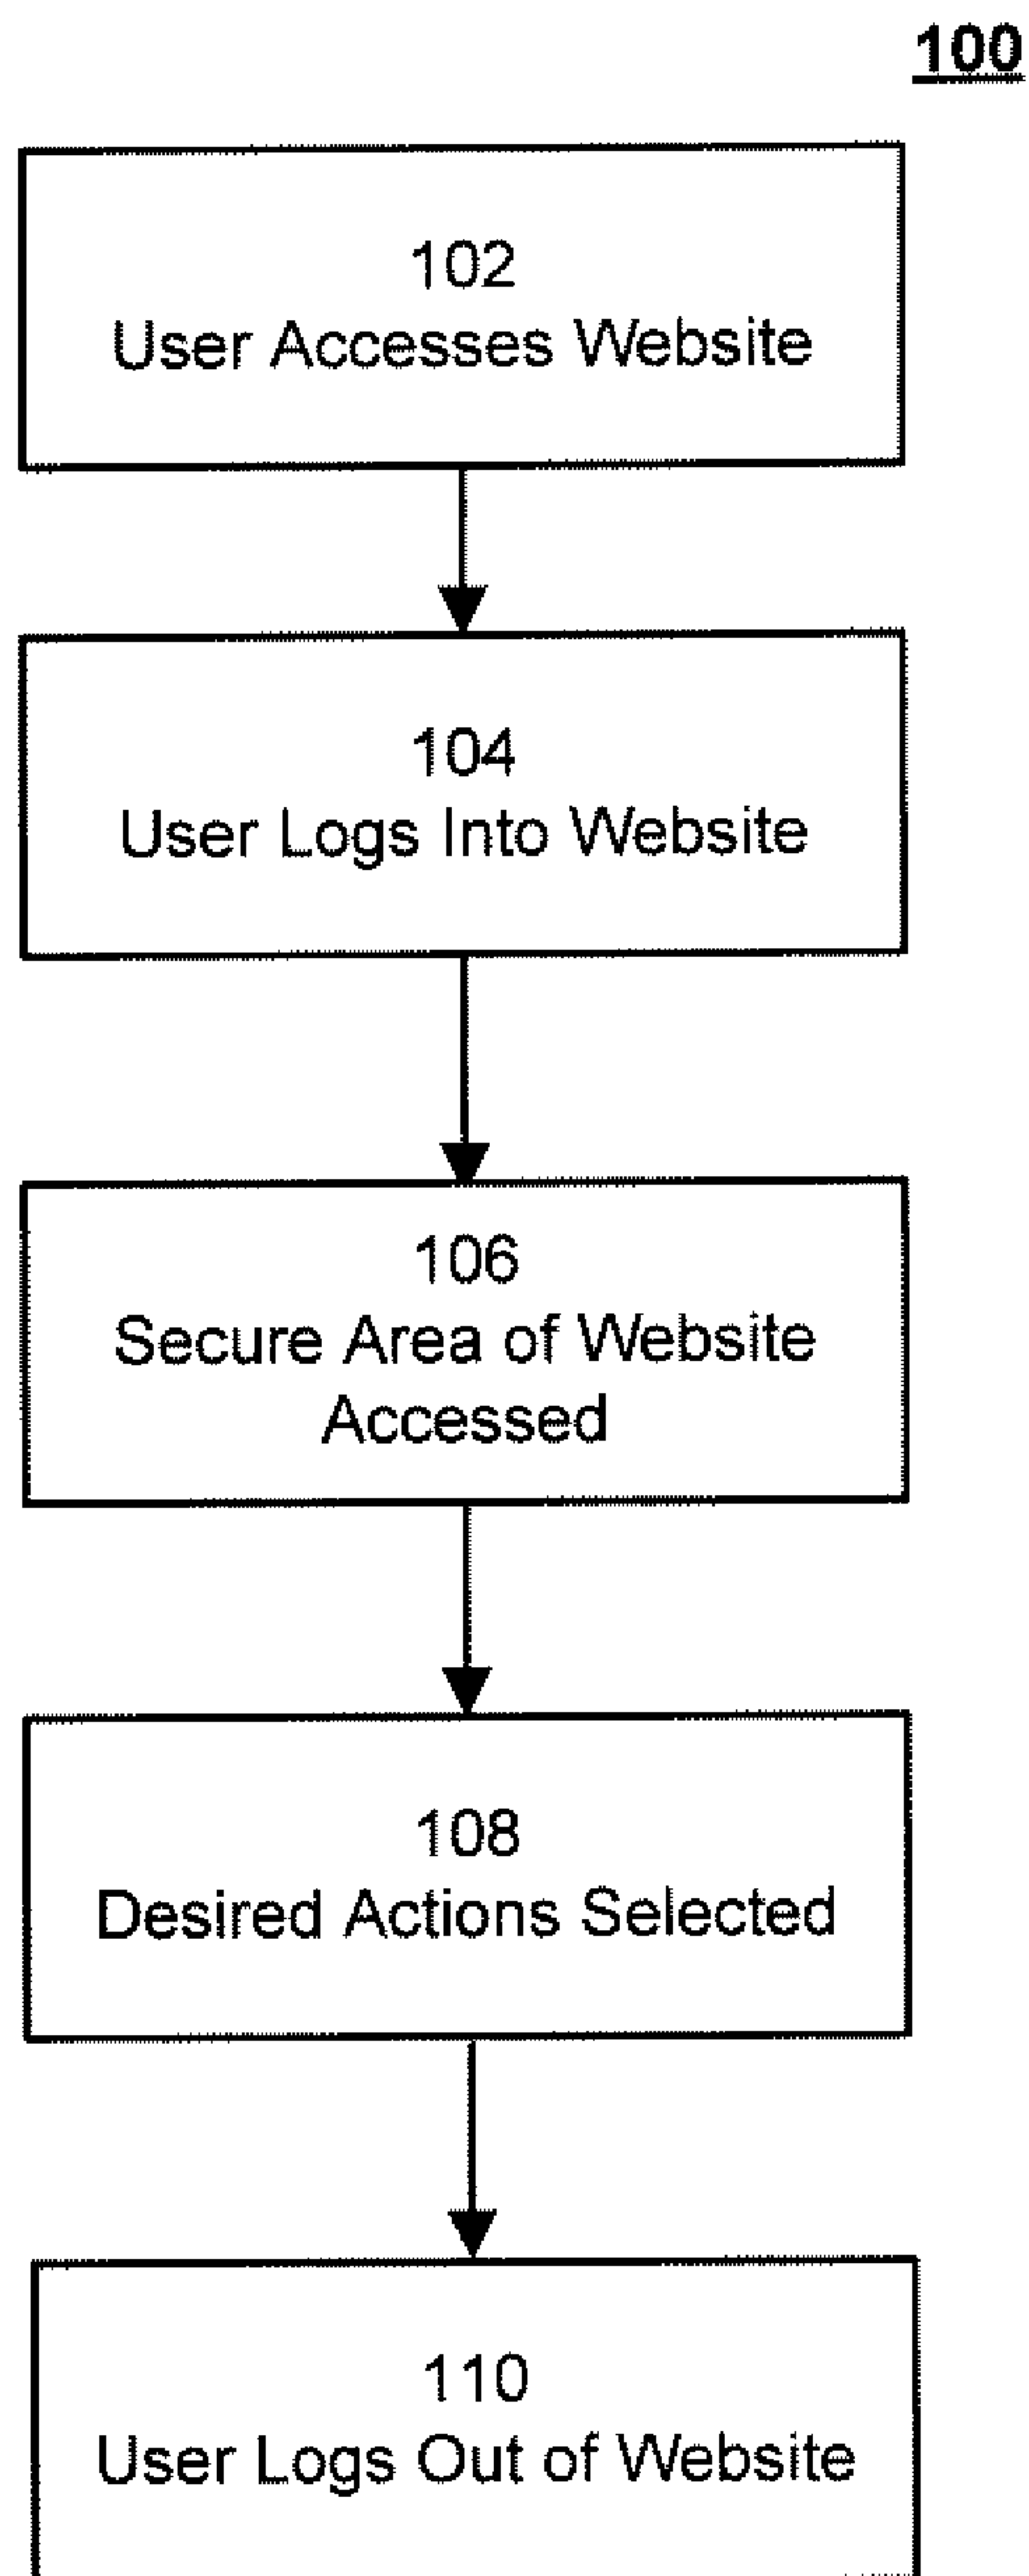 100
102
User Accesses Website
104
User Logs Into Website
106
Secure Area of Website
Accessed
108
Desired Actions Selected
110
User Logs Out of Website